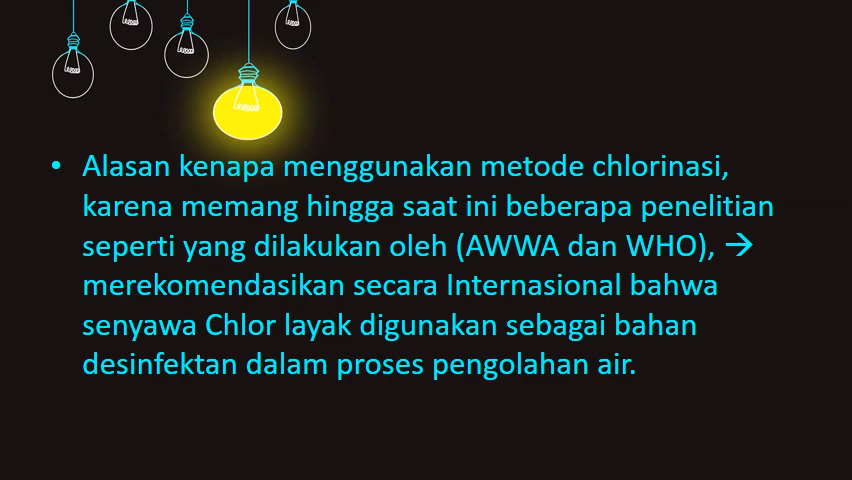 • Alasan kenapa menggunakan metode chlorinasi,
karena memang hingga saat ini beberapa penelitian
seperti yang dilakukan oleh (AWWA dan WHO), →
merekomendasikan secara Internasional bahwa
senyawa Chlor layak digunakan sebagai bahan
desinfektan dalam proses pengolahan air.